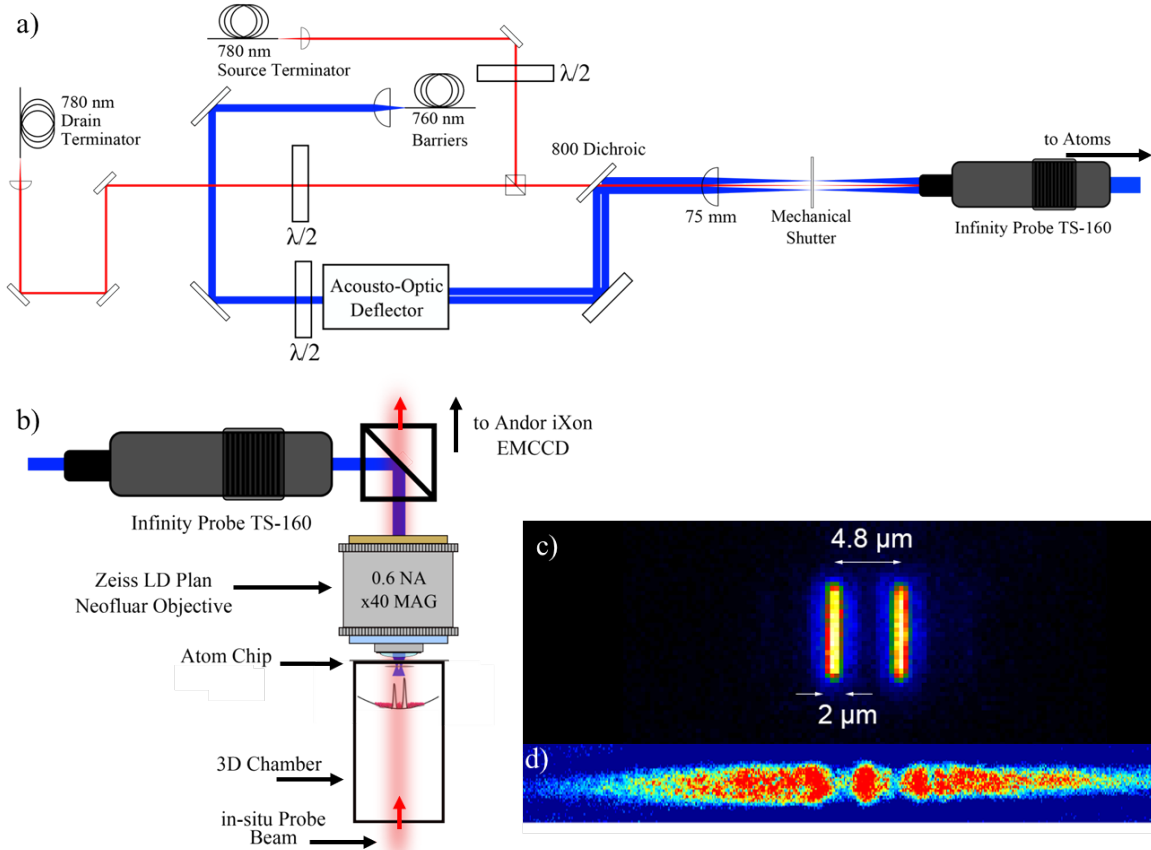 a)
780 nm
Source Terminator
λ/2
780 nm
Drain
Terminator
760 nm
Barriers
800 Dichroic
to Atoms
λ/2
75 mm
Mechanical
Shutter
Infinity Probe TS-160
Acousto-Optic
Deflector
λ/2
b)
to Andor iXon
EMCCD
Infinity Probe TS-160
Zeiss LD Plan
Neofluar Objective
0.6 NA
x40 MAG
Atom Chip
3D Chamber
in-situ Probe
Beam
c)
4.8 µm
2 µm
d)